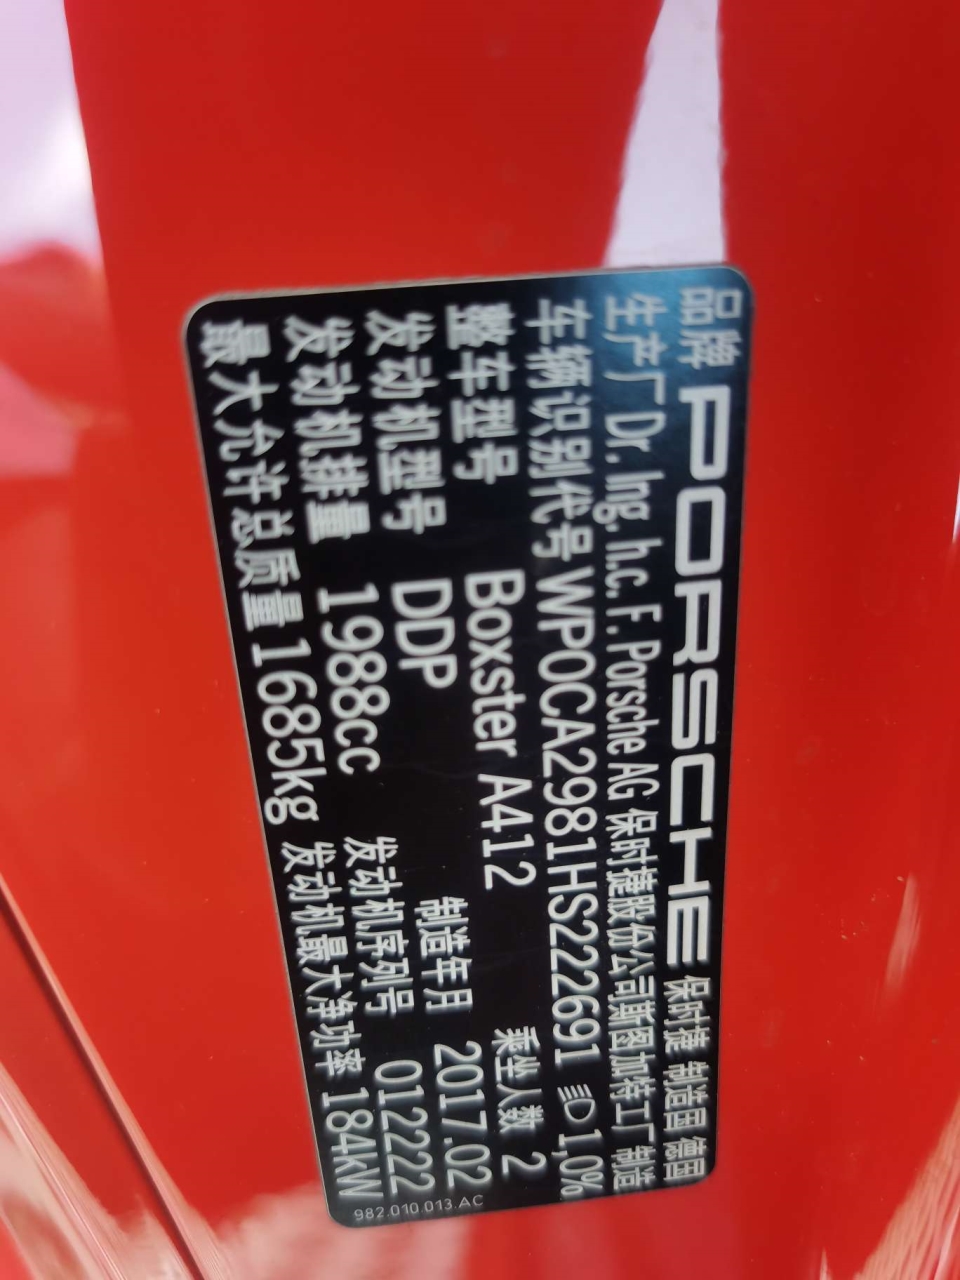 品牌 PORSCHE 保时捷 制造国 德国
生产厂 Dr. Ing. h.c. F. Porsche AG 保时捷股份公司斯图加特工厂 制造
车辆识别代号 WP0CA2981HS222691 1,0%
整车型号 Boxster A412 乘坐人数 2
发动机型号 DDP 制造年月 2017.02
发动机排量 1988cc 发动机序列号 012222
最大允许总质量 1685kg 发动机最大净功率 184kW
982.010.013.AC